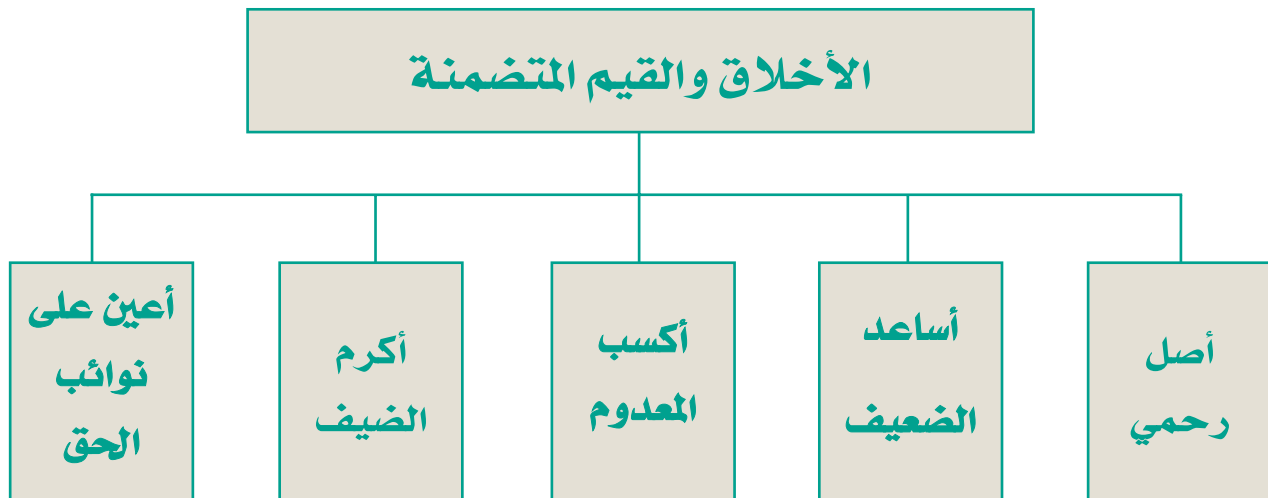 الأخلاق والقيم المتضمنة
أصل
رحمي
أساعد
الضعيف
أكسب
المعدوم
أكرم
الضيف
أعين على
نوائب
الحق